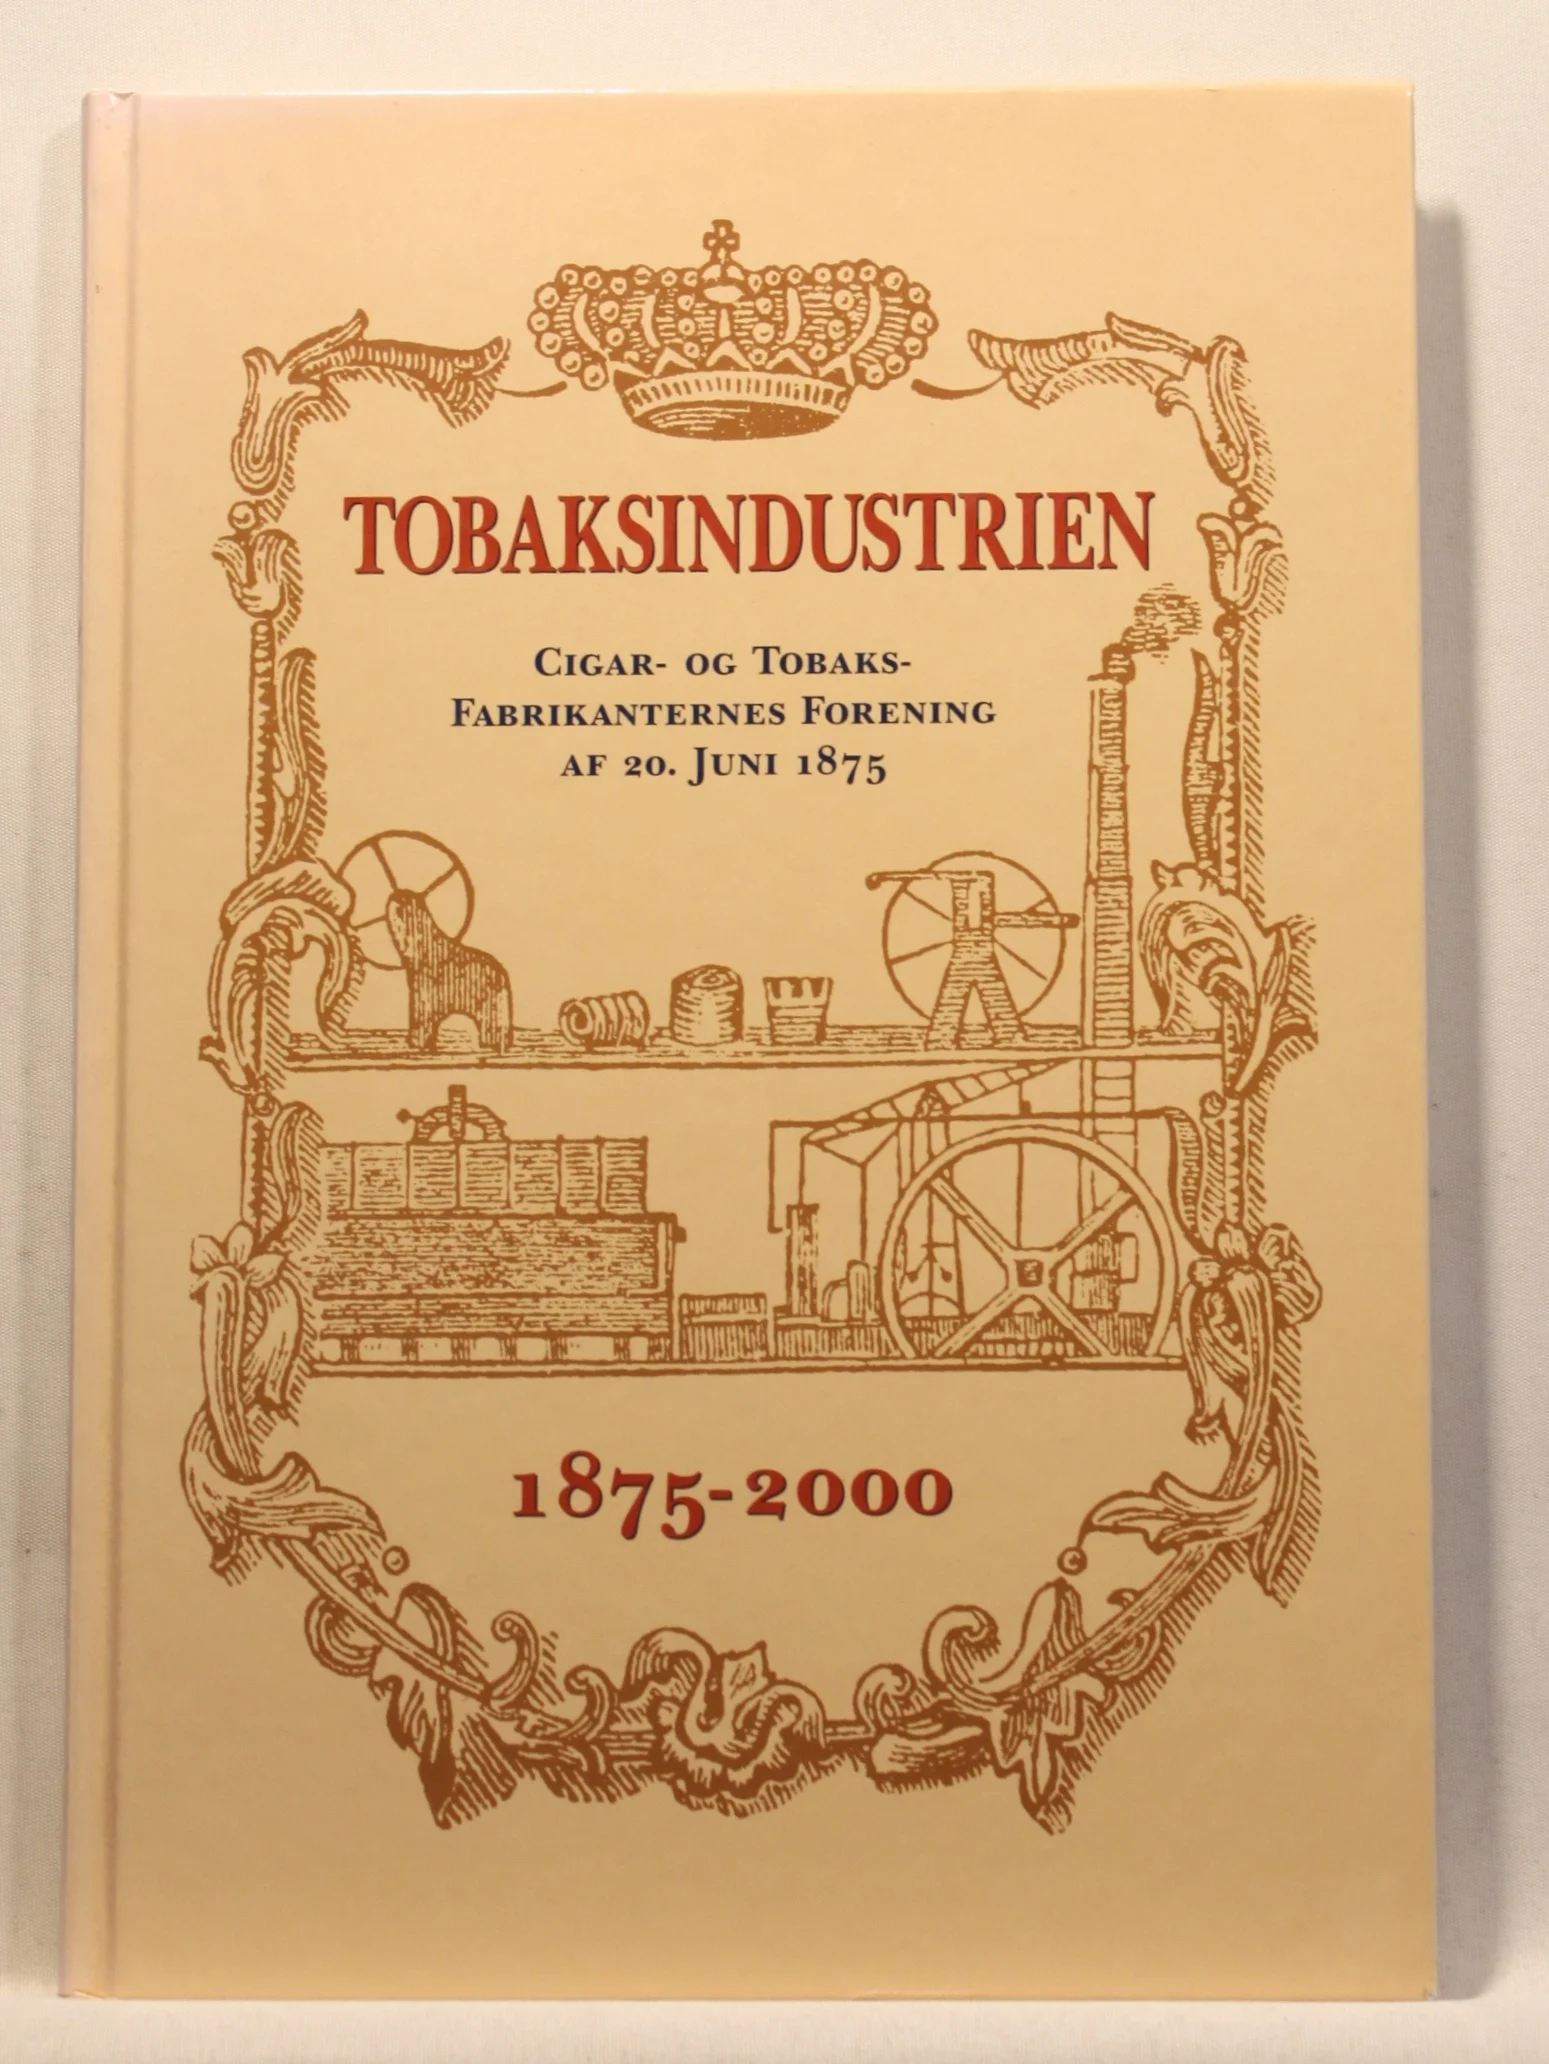 TOBAKSINDUSTRIEN
CIGAR- OG TOBAKS-
FABRIKANTERNES FORENING
AF 20. JUNI 1875
1875-2000